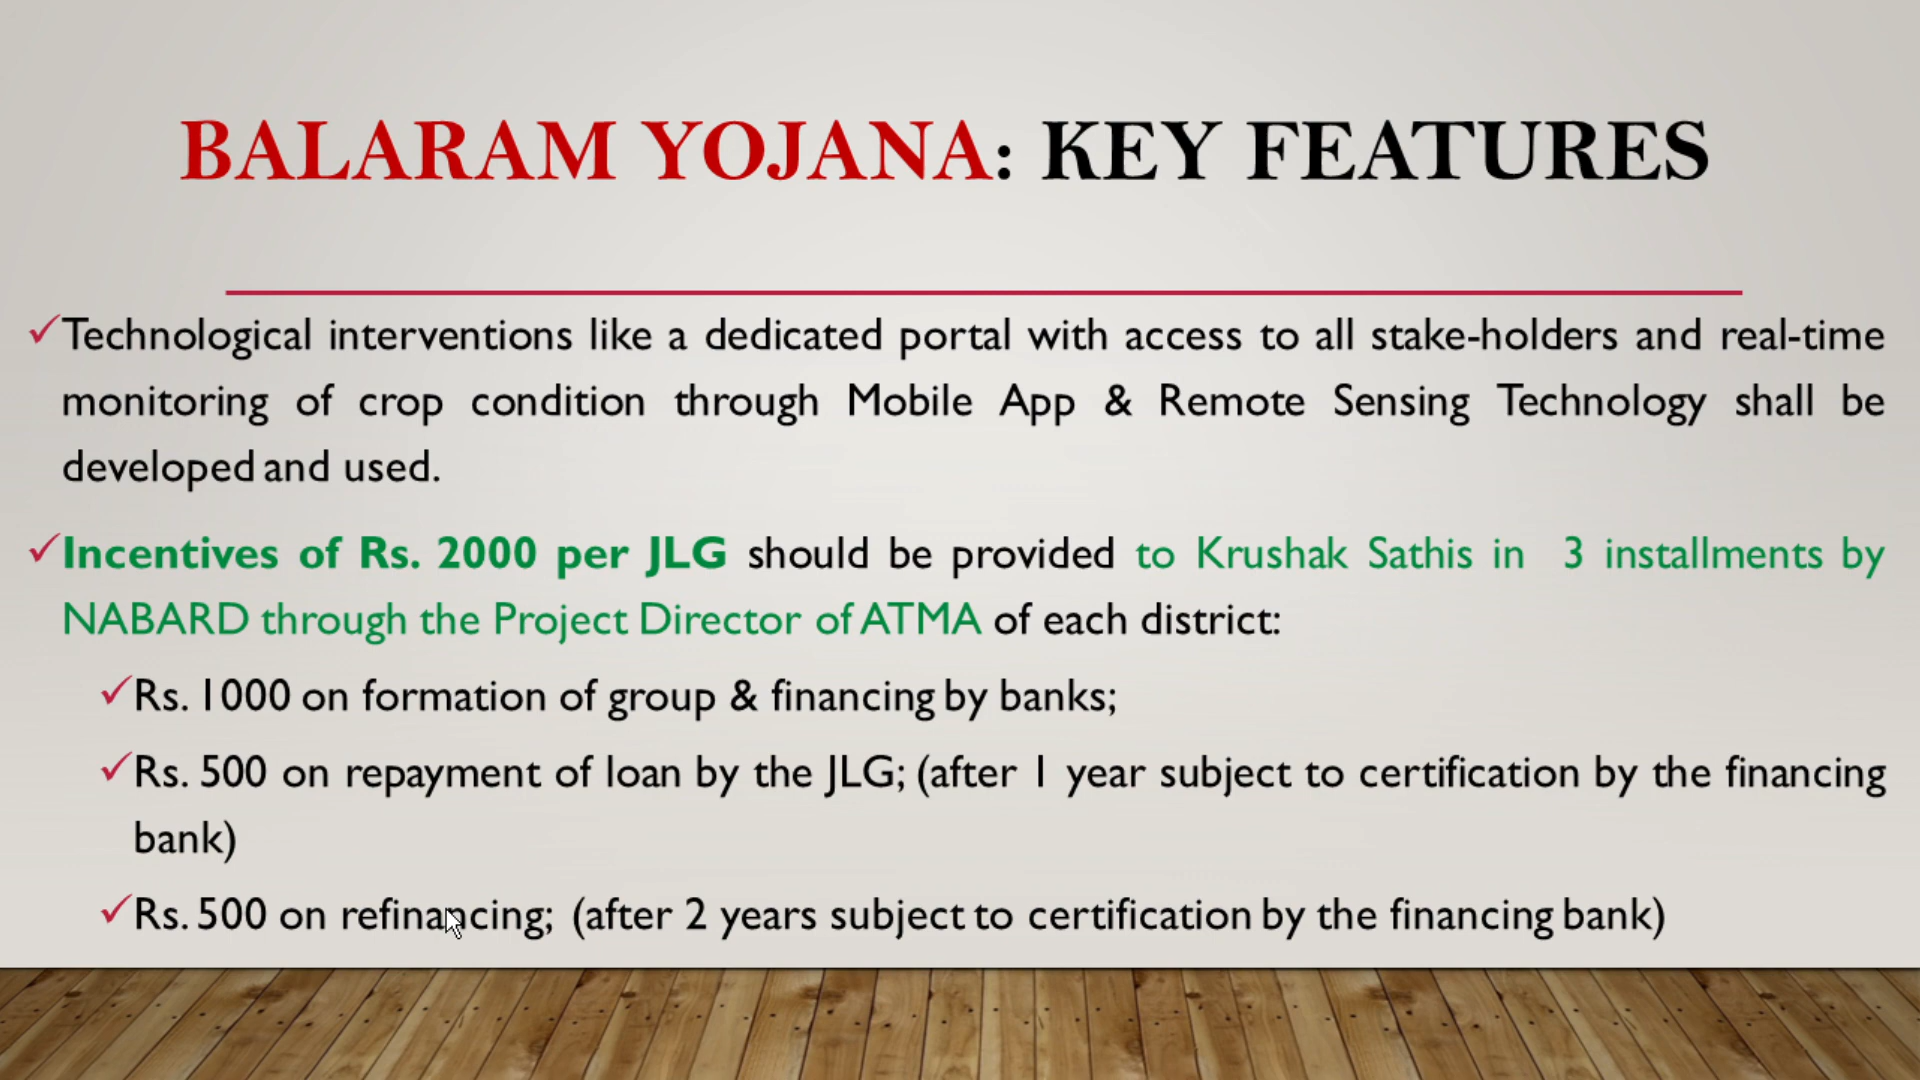 BALARAM YOJANA: KEY FEATURES
✓Technological interventions like a dedicated portal with access to all stake-holders and real-time
monitoring of crop condition through Mobile App & Remote Sensing Technology shall be
developed and used.
✓Incentives of Rs. 2000 per JLG should be provided to Krushak Sathis in 3 installments by
NABARD through the Project Director of ATMA of each district:
✓Rs. 1000 on formation of group & financing by banks;
✓Rs. 500 on repayment of loan by the JLG; (after 1 year subject to certification by the financing
bank)
✓Rs. 500 on refinancing; (after 2 years subject to certification by the financing bank)